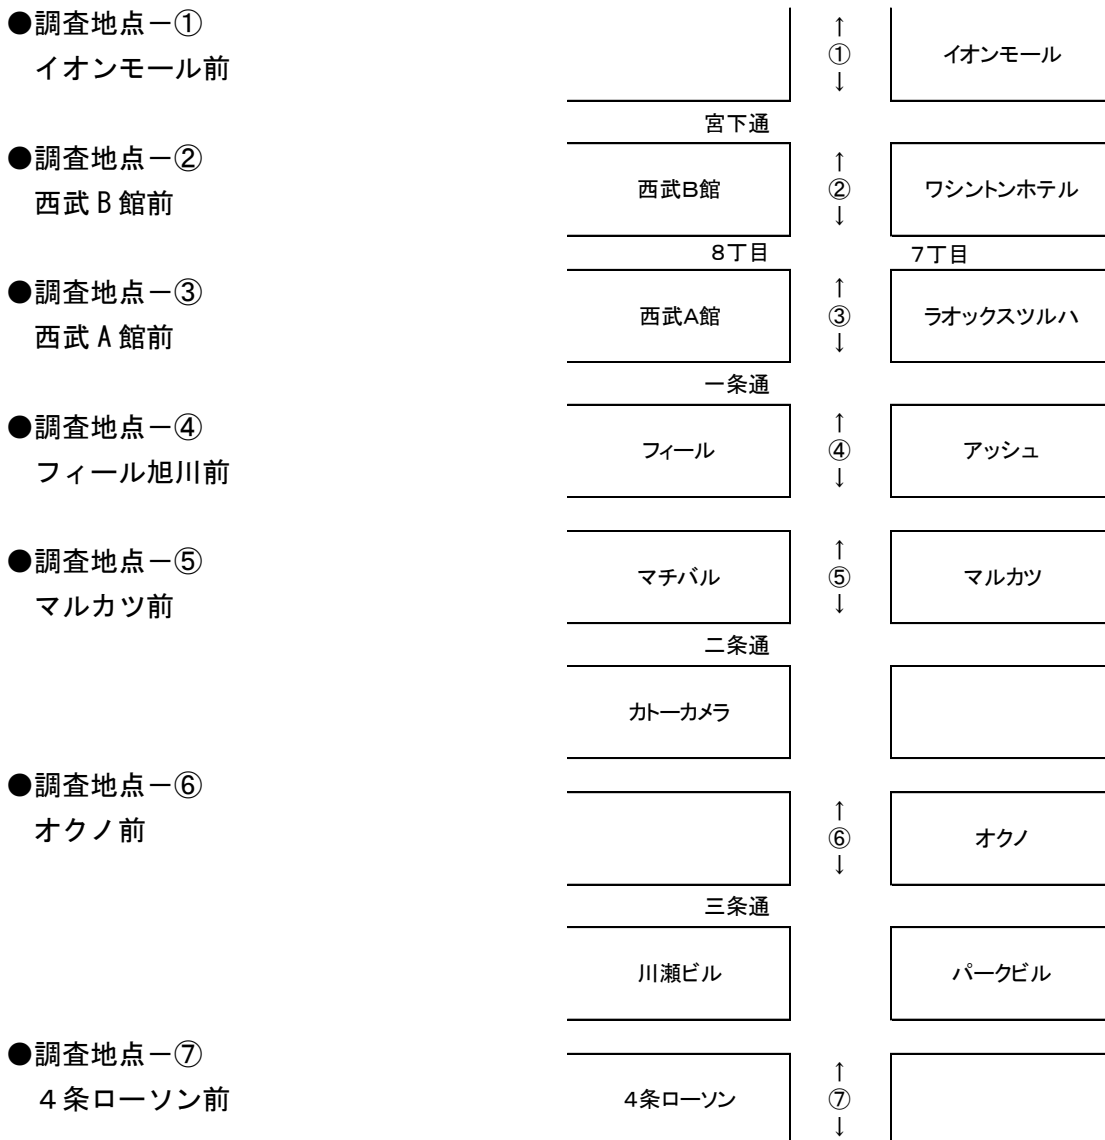 ●調査地点－①
イオンモール前
↑
①
↓
イオンモール
宮下通
●調査地点－②
西武B館前
西武B館
↑
②
↓
ワシントンホテル
8丁目
7丁目
●調査地点－③
西武A館前
西武A館
↑
③
↓
ラオックスツルハ
一条通
●調査地点－④
フィール旭川前
フィール
↑
④
↓
アッシュ
●調査地点－⑤
マルカツ前
マチバル
↑
⑤
↓
マルカツ
二条通
カトーカメラ
●調査地点－⑥
オクノ前
↑
⑥
↓
オクノ
三条通
川瀬ビル
パークビル
●調査地点－⑦
４条ローソン前
4条ローソン
↑
⑦
↓